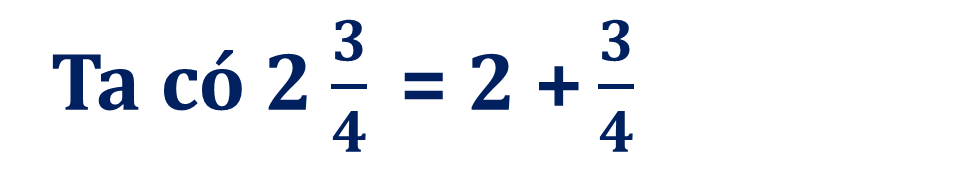 Ta có 2 3/4 = 2 + 3/4